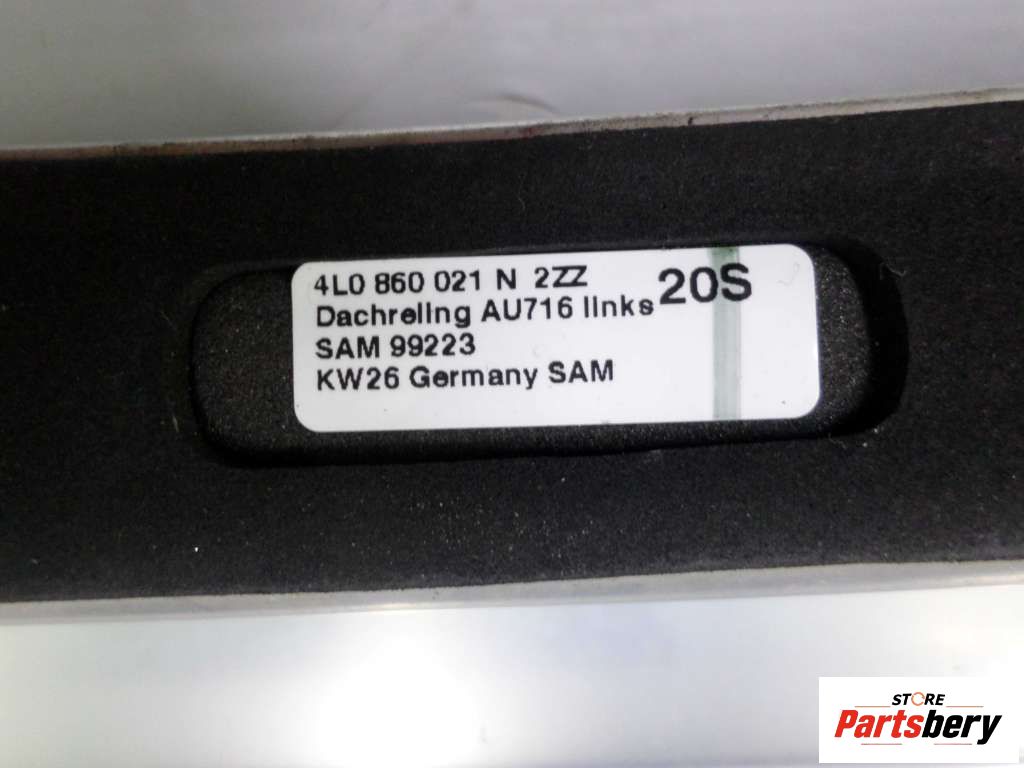 4L0 860 021 N 2ZZ 20S
Dachreling AU716 links
SAM 99223
KW26 Germany SAM
STORE
Partsbery